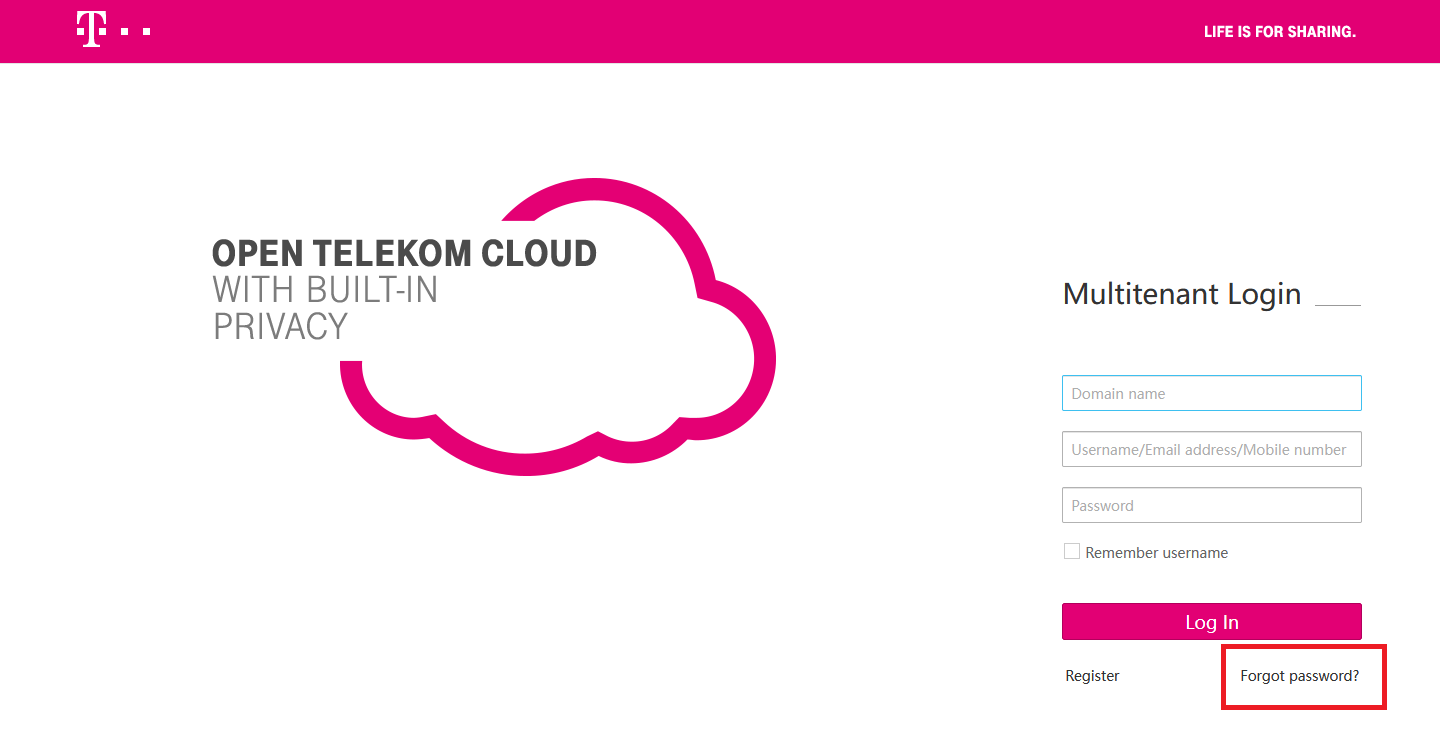 T
LIFE IS FOR SHARING.
OPEN TELEKOM CLOUD
WITH BUILT-IN
PRIVACY
Multitenant Login
Domain name
Username/Email address/Mobile number
Password
Remember username
Log In
Register
Forgot password?